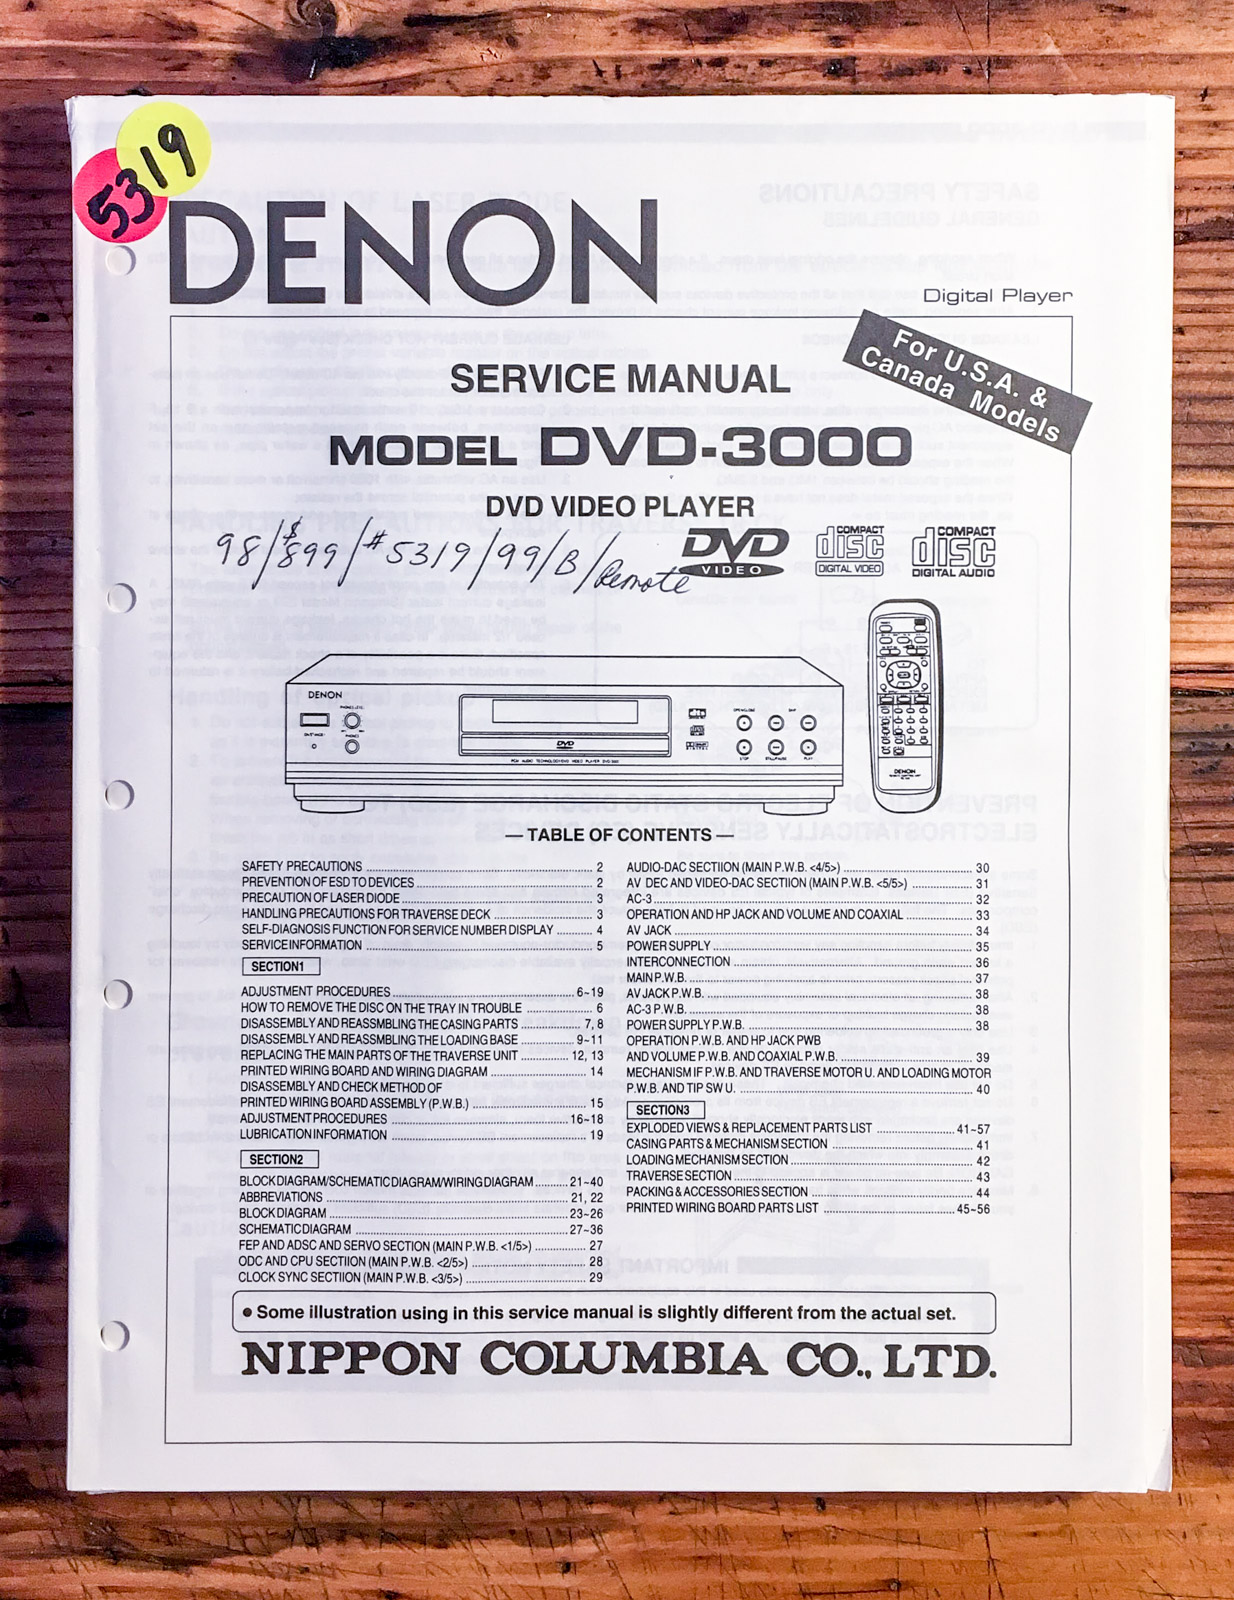 5319
DENON
Digital Player
For U.S.A. &
Canada Models
SERVICE MANUAL
MODEL DVD-3000
DVD VIDEO PLAYER
98/$899/#5319/99/B/Remote
DVD
VIDEO
COMPACT
disc
DIGITAL VIDEO
COMPACT
disc
DIGITAL AUDIO
DENON
DVD
DENON
— TABLE OF CONTENTS —
SAFETY PRECAUTIONS 2
PREVENTION OF ESD TO DEVICES 2
PRECAUTION OF LASER DIODE 3
HANDLING PRECAUTIONS FOR TRAVERSE DECK 3
SELF-DIAGNOSIS FUNCTION FOR SERVICE NUMBER DISPLAY 4
SERVICE INFORMATION 5
SECTION1
ADJUSTMENT PROCEDURES 6~19
HOW TO REMOVE THE DISC ON THE TRAY IN TROUBLE 6
DISASSEMBLY AND REASSMBLING THE CASING PARTS 7, 8
DISASSEMBLY AND REASSMBLING THE LOADING BASE 9~11
REPLACING THE MAIN PARTS OF THE TRAVERSE UNIT 12, 13
PRINTED WIRING BOARD AND WIRING DIAGRAM 14
DISASSEMBLY AND CHECK METHOD OF
PRINTED WIRING BOARD ASSEMBLY (P.W.B.) 15
ADJUSTMENT PROCEDURES 16~18
LUBRICATION INFORMATION 19
SECTION2
BLOCK DIAGRAM/SCHEMATIC DIAGRAM/WIRING DIAGRAM 21~40
ABBREVIATIONS 21, 22
BLOCK DIAGRAM 23~26
SCHEMATIC DIAGRAM 27~36
FEP AND ADSC AND SERVO SECTION (MAIN P.W.B. <1/5>) 27
ODC AND CPU SECTIION (MAIN P.W.B. <2/5>) 28
CLOCK SYNC SECTIION (MAIN P.W.B. <3/5>) 29
AUDIO-DAC SECTION (MAIN P.W.B. <4/5>) 30
AV DEC AND VIDEO-DAC SECTIION (MAIN P.W.B. <5/5>) 31
AC-3 32
OPERATION AND HP JACK AND VOLUME AND COAXIAL 33
AV JACK 34
POWER SUPPLY 35
INTERCONNECTION 36
MAIN P.W.B. 37
AV JACK P.W.B. 38
AC-3 P.W.B. 38
POWER SUPPLY P.W.B. 38
OPERATION P.W.B. AND HP JACK PWB
AND VOLUME P.W.B. AND COAXIAL P.W.B. 39
MECHANISM IF P.W.B. AND TRAVERSE MOTOR U. AND LOADING MOTOR
P.W.B. AND TIP SW U. 40
SECTION3
EXPLODED VIEWS & REPLACEMENT PARTS LIST 41~57
CASING PARTS & MECHANISM SECTION 41
LOADING MECHANISM SECTION 42
TRAVERSE SECTION 43
PACKING & ACCESSORIES SECTION 44
PRINTED WIRING BOARD PARTS LIST 45~56
● Some illustration using in this service manual is slightly different from the actual set.
NIPPON COLUMBIA CO., LTD.